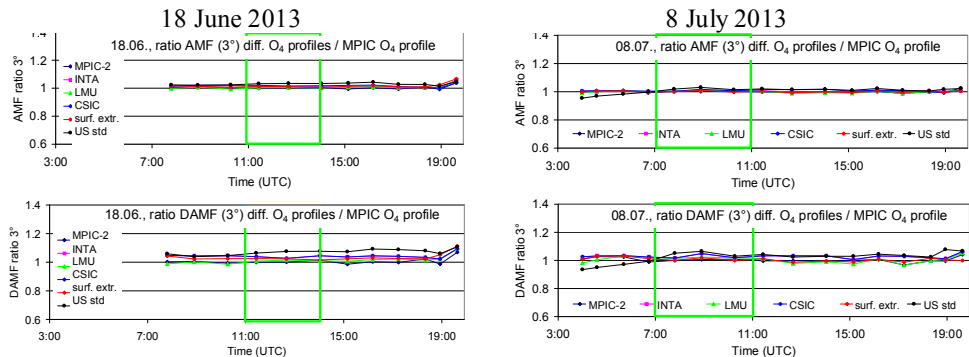 18 June 2013
8 July 2013
18.06., ratio AMF (3°) diff. O4 profiles / MPIC O4 profile
AMF ratio 3°
1.4
1.2
1
0.8
0.6
MPIC-2
INTA
LMU
CSIC
surf. extr.
US std
3:00 7:00 11:00 15:00 19:00
Time (UTC)
08.07., ratio AMF (3°) diff. O4 profiles / MPIC O4 profile
AMF ratio 3°
1.4
1.2
1
0.8
0.6
MPIC-2 INTA LMU CSIC surf. extr. US std
3:00 7:00 11:00 15:00 19:00
Time (UTC)
18.06., ratio DAMF (3°) diff. O4 profiles / MPIC O4 profile
DAMF ratio 3°
1.4
1.2
1
0.8
0.6
MPIC-2
INTA
LMU
CSIC
surf. extr.
US std
3:00 7:00 11:00 15:00 19:00
Time (UTC)
08.07., ratio DAMF (3°) diff. O4 profiles / MPIC O4 profile
DAMF ratio 3°
1.4
1.2
1
0.8
0.6
MPIC-2 INTA LMU CSIC surf. extr. US std
3:00 7:00 11:00 15:00 19:00
Time (UTC)